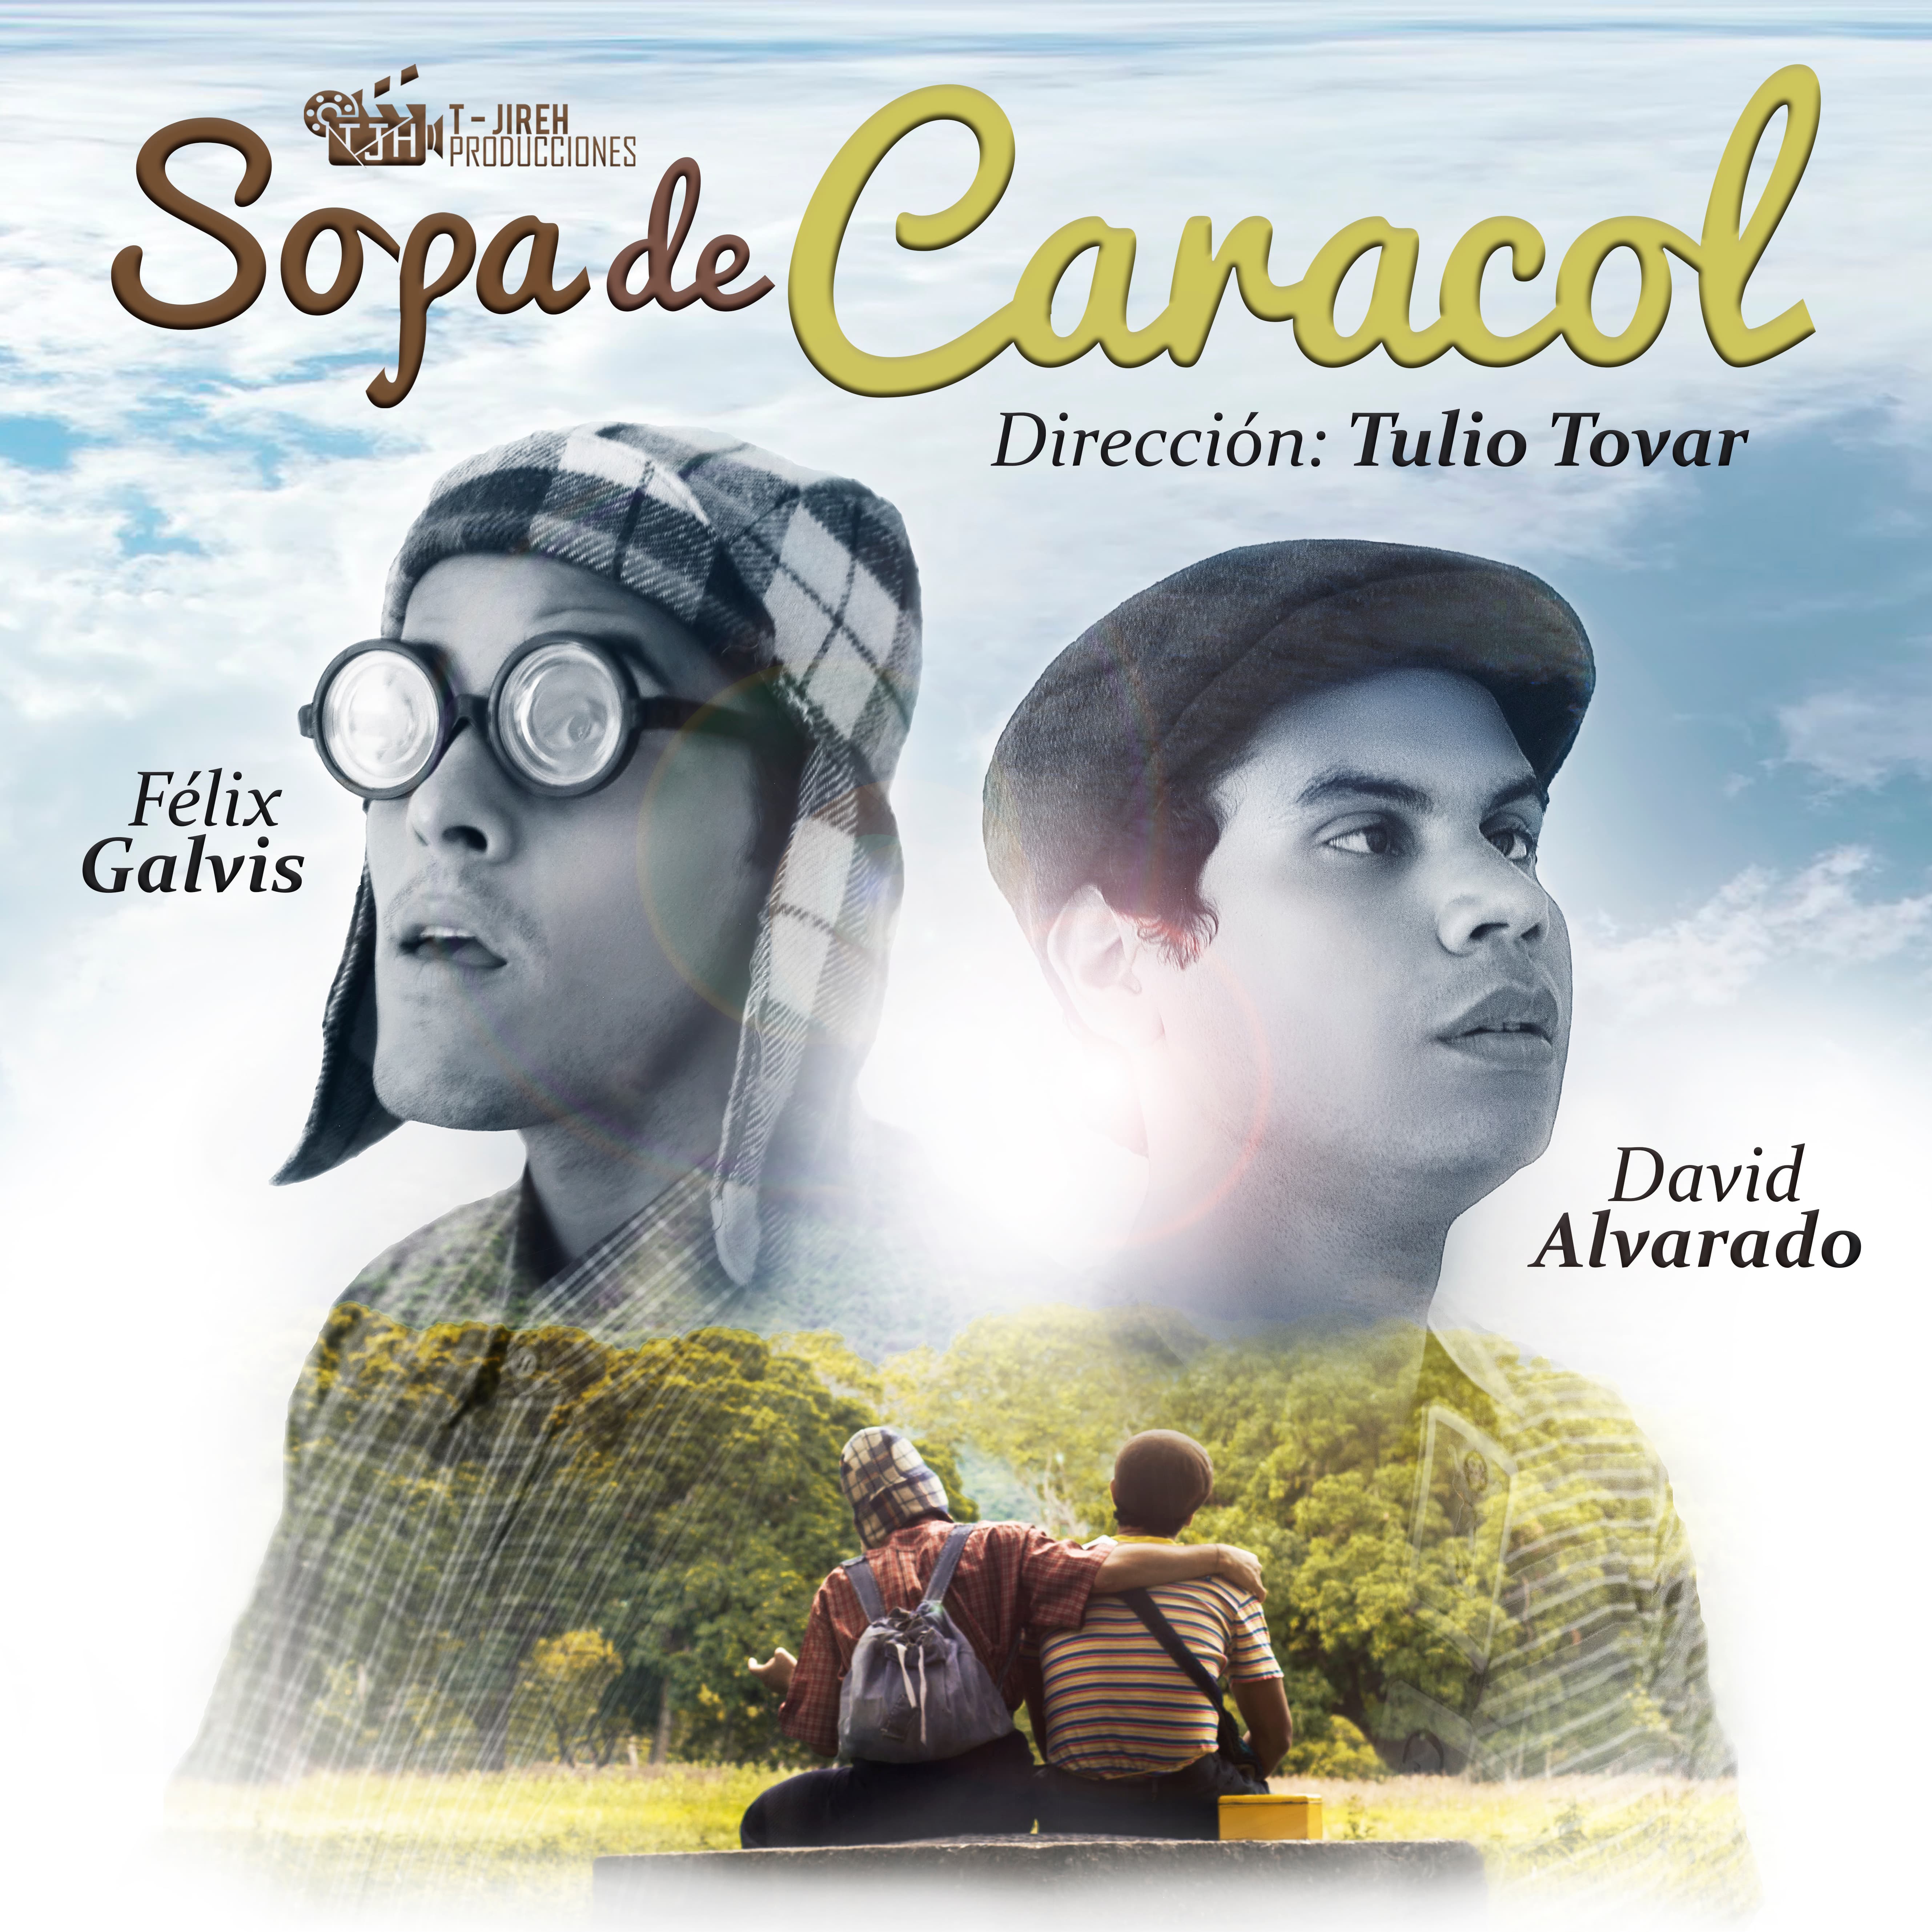 TJH
T-JIREH
PRODUCCIONES
Sopa de Caracol
Dirección: Tulio Tovar
Félix
Galvis
David
Alvarado